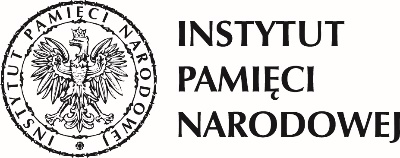 INSTYTUT PAMIĘCI NARODOWEJ
INSTYTUT
PAMIĘCI
NARODOWEJ